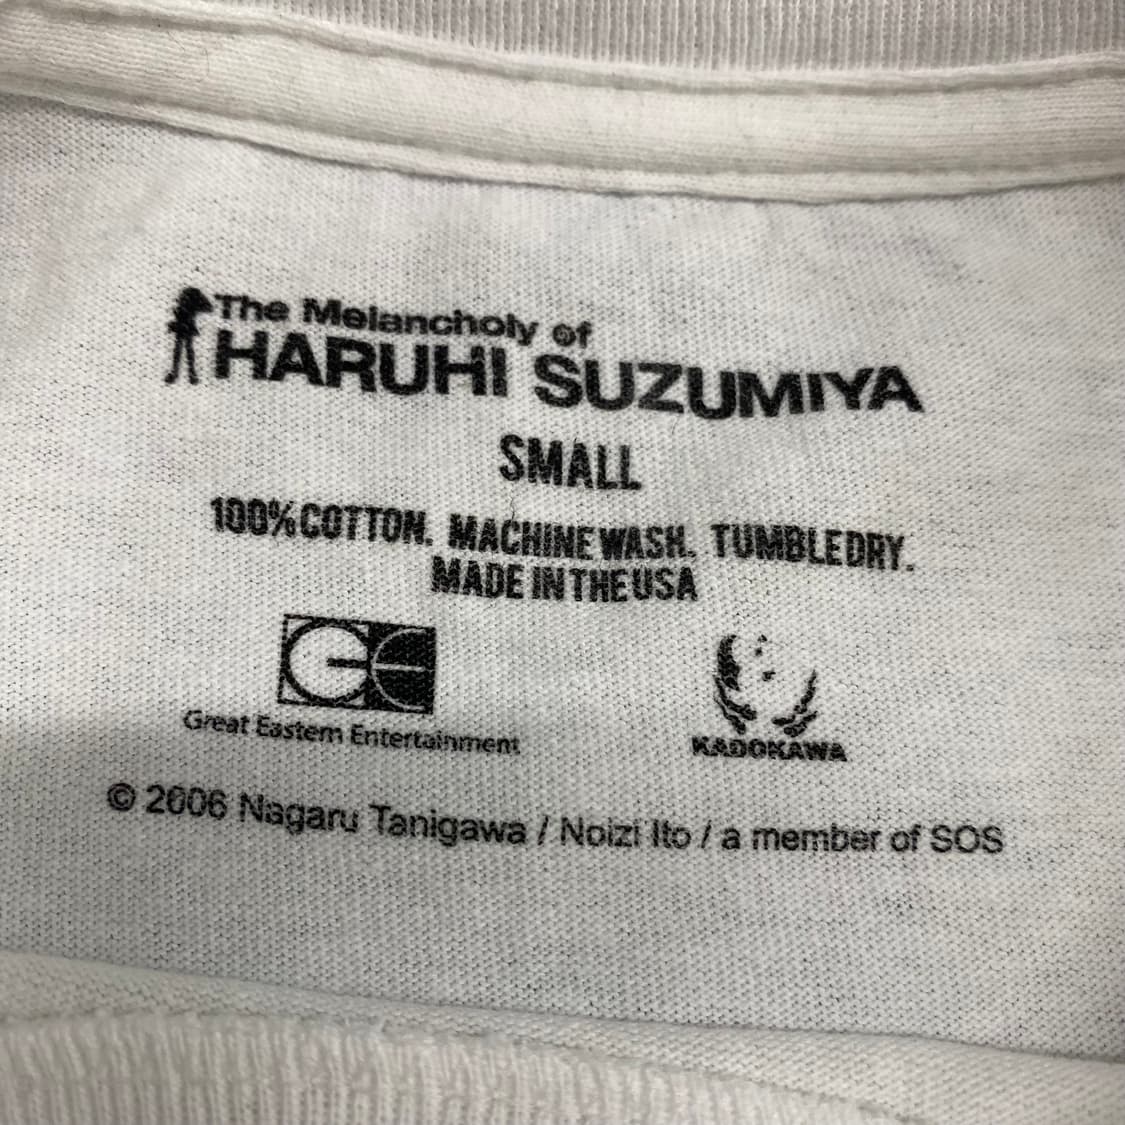 The Melancholy of
HARUHI SUZUMIYA
SMALL
100% COTTON. MACHINE WASH. TUMBLE DRY.
MADE IN THE USA
GE
Great Eastern Entertainment
KADOKAWA
© 2006 Nagaru Tanigawa / Noizi Ito / a member of SOS